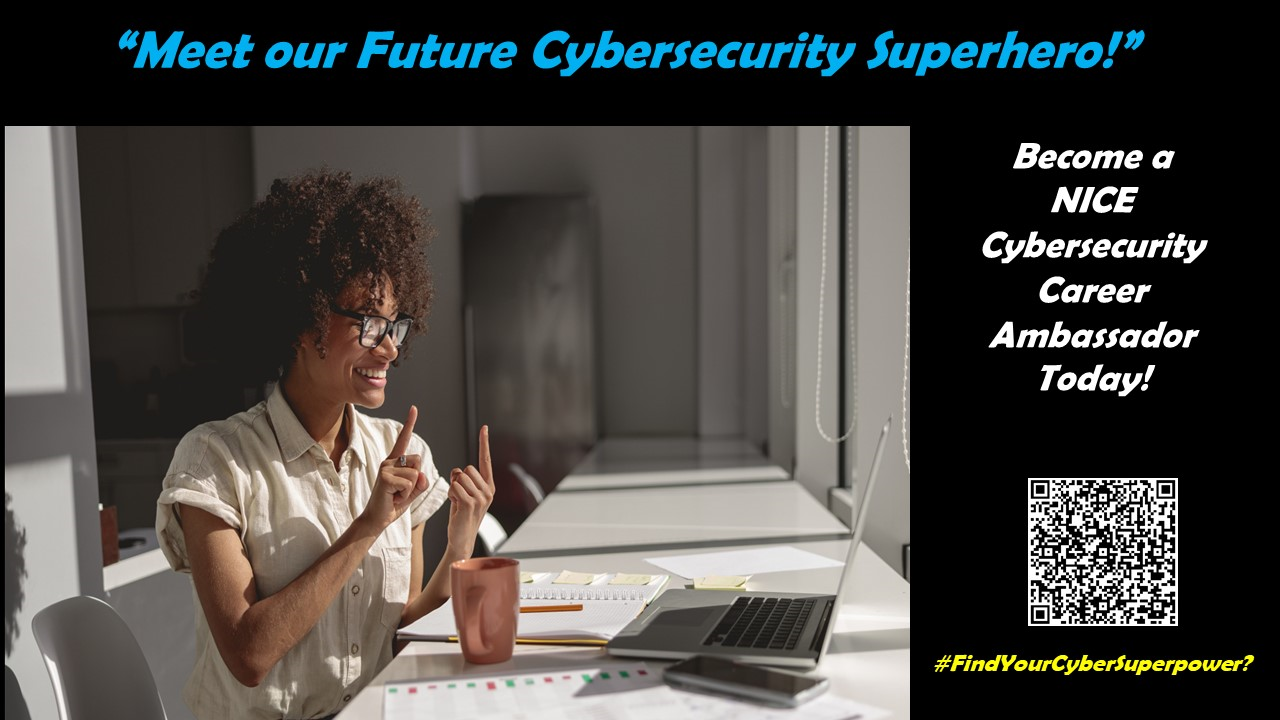 “Meet our Future Cybersecurity Superhero!”
Become a
NICE
Cybersecurity
Career
Ambassador
Today!
#FindYourCyberSuperpower?